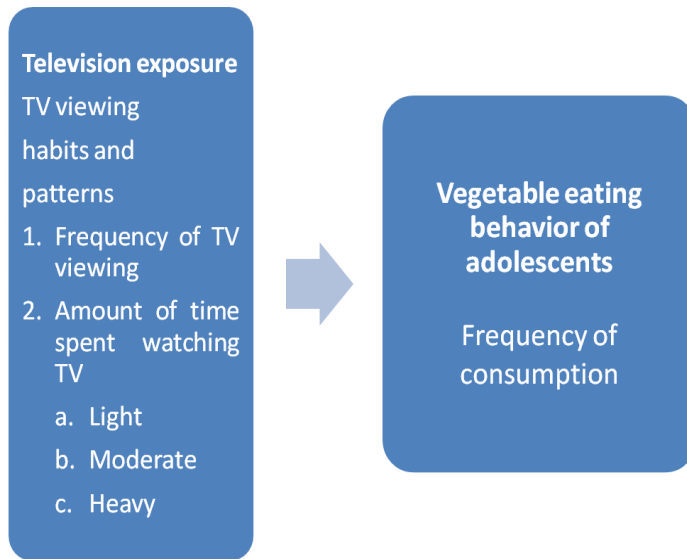 Television exposure
TV viewing
habits and
patterns
1. Frequency of TV
viewing
2. Amount of time
spent watching
TV
a. Light
b. Moderate
c. Heavy
Vegetable eating
behavior of
adolescents
Frequency of
consumption